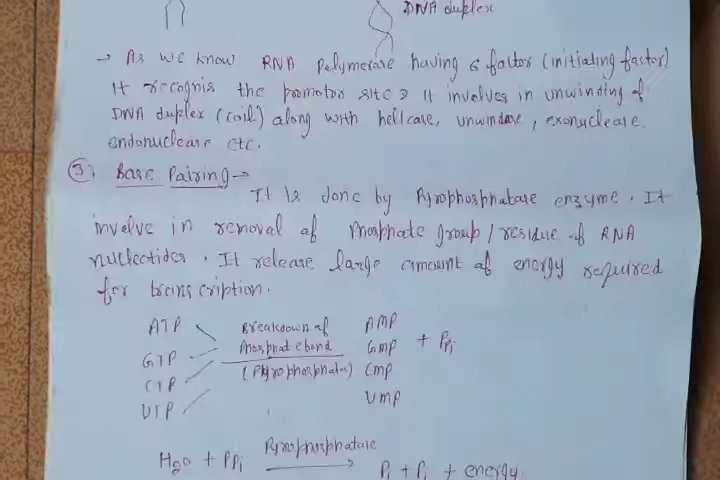 DNA duplex
→ As we know RNA Polymerase having σ factor (initiating factor)
It recognis the promotor site & it involves in unwinding of
DNA duplex (coil) along with helicase, unwindase, exonuclease,
endonuclease etc.
③. Base Pairing →
It is done by Pyrophosphatase enzyme. It
involve in removal of Phosphate group / residue of RNA
nucleotides. It release large amount of energy required
for transcription.
ATP Breakdown of AMP
GTP Phosphate bond GMP + PPi
CTP (Pyrophosphatas) CMP
UTP UMP
H2O + PPi Pyrophosphatase → Pi + Pi + energy